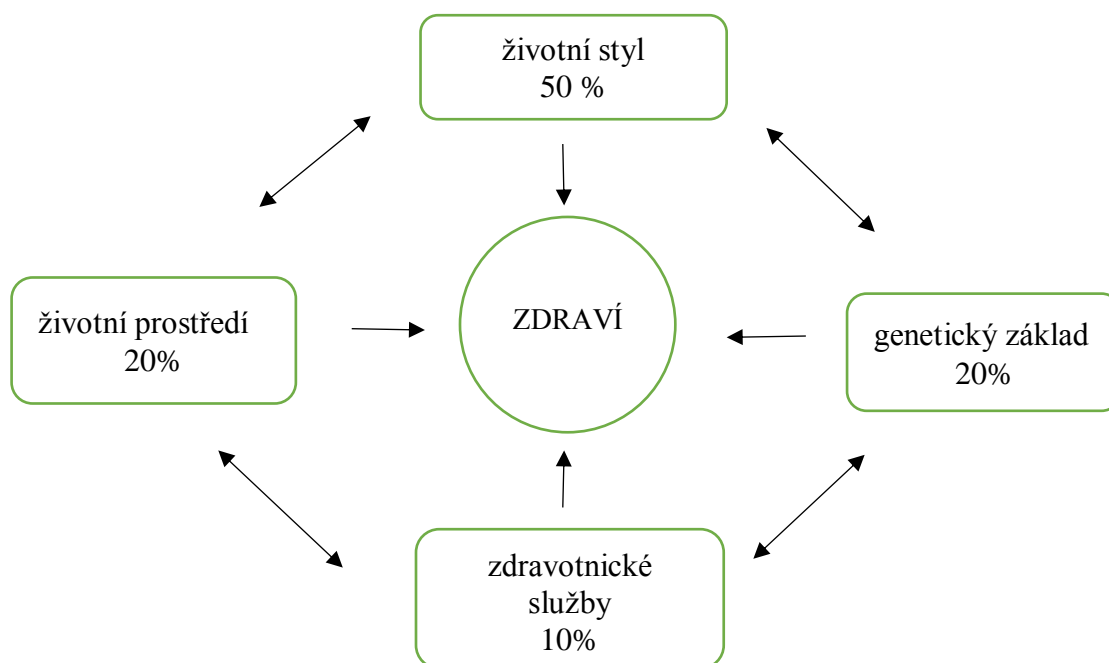 životní styl
50 %
životní prostředí
20%
ZDRAVÍ
genetický základ
20%
zdravotnické
služby
10%